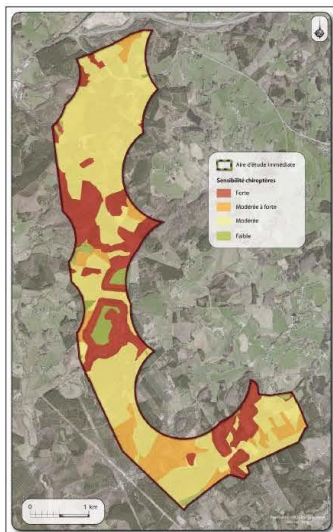 Aire d'étude immédiate
Sensibilité chiroptères
Forte
Modérée à forte
Modérée
Faible
0 1 km